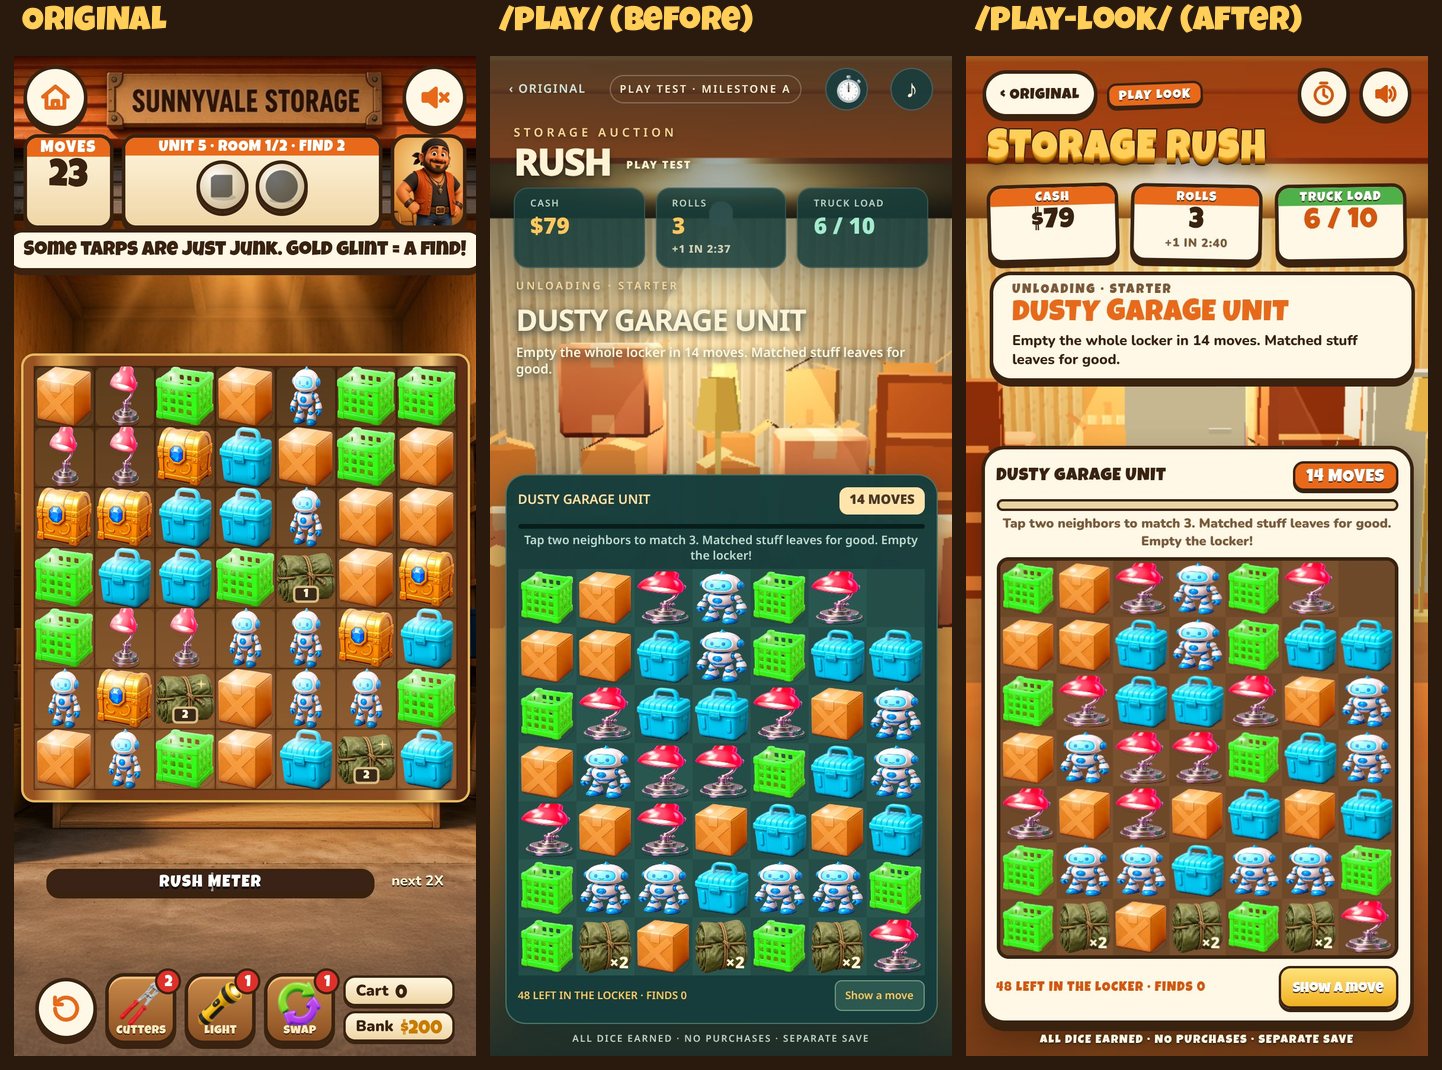 ORIGINAL
SUNNYVALE STORAGE
MOVES
23
UNIT 5 · ROOM 1/2 · FIND 2
SOME TARPS ARE JUST JUNK. GOLD GLINT = A FIND!
1
2
2
RUSH METER
next 2X
2
CUTTERS
1
LIGHT
1
SWAP
Cart 0
Bank $200
/PLAY/ (BEFORE)
‹ ORIGINAL
PLAY TEST · MILESTONE A
STORAGE AUCTION
RUSH PLAY TEST
CASH
$79
ROLLS
3
+1 IN 2:37
TRUCK LOAD
6 / 10
UNLOADING · STARTER
DUSTY GARAGE UNIT
Empty the whole locker in 14 moves. Matched stuff leaves for
good.
DUSTY GARAGE UNIT
14 MOVES
Tap two neighbors to match 3. Matched stuff leaves for good. Empty
the locker!
×2
×2
×2
48 LEFT IN THE LOCKER · FINDS 0
Show a move
ALL DICE EARNED · NO PURCHASES · SEPARATE SAVE
/PLAY-LOOK/ (AFTER)
‹ ORIGINAL
PLAY LOOK
STORAGE RUSH
CASH
$79
ROLLS
3
+1 IN 2:40
TRUCK LOAD
6 / 10
UNLOADING · STARTER
DUSTY GARAGE UNIT
Empty the whole locker in 14 moves. Matched stuff
leaves for good.
DUSTY GARAGE UNIT
14 MOVES
Tap two neighbors to match 3. Matched stuff leaves for good.
Empty the locker!
×2
×2
×2
48 LEFT IN THE LOCKER · FINDS 0
Show a move
ALL DICE EARNED · NO PURCHASES · SEPARATE SAVE